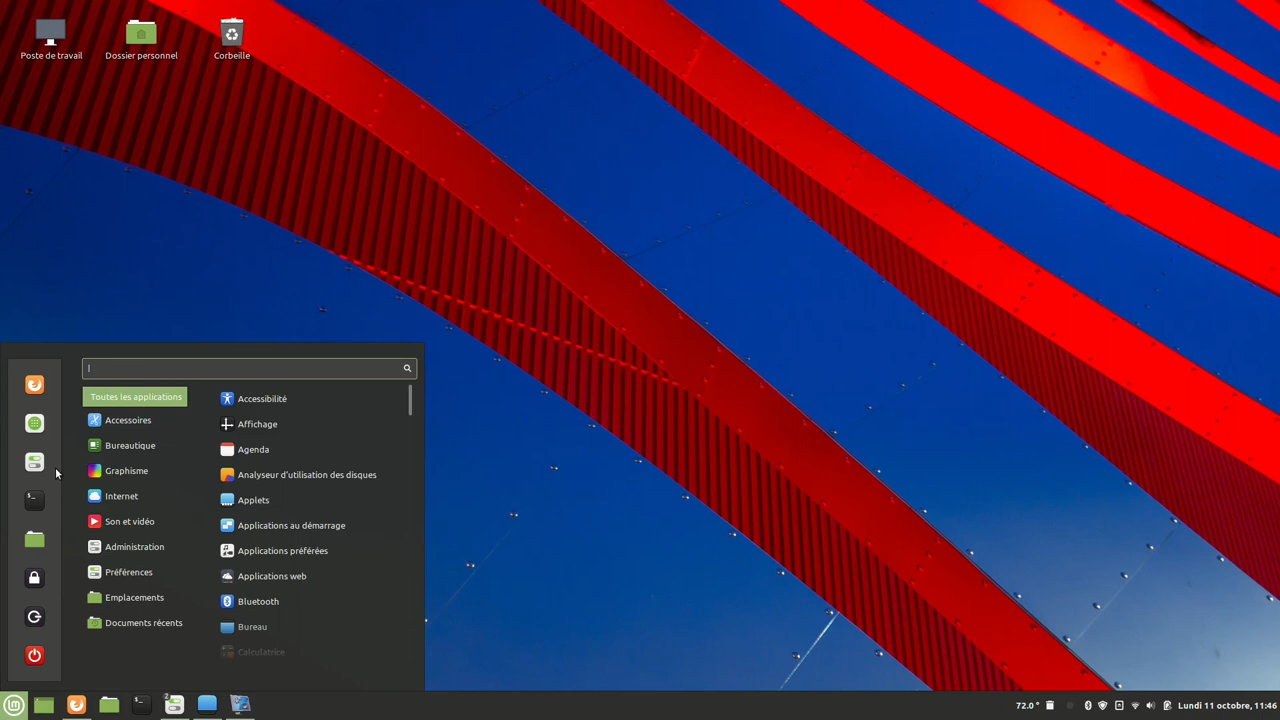 Poste de travail
Dossier personnel
Corbeille
Toutes les applications
Accessoires
Bureautique
Graphisme
Internet
Son et vidéo
Administration
Préférences
Emplacements
Documents récents
Accessibilité
Affichage
Agenda
Analyseur d'utilisation des disques
Applets
Applications au démarrage
Applications préférées
Applications web
Bluetooth
Bureau
Calculatrice
2
72.0°
Lundi 11 octobre, 11:46